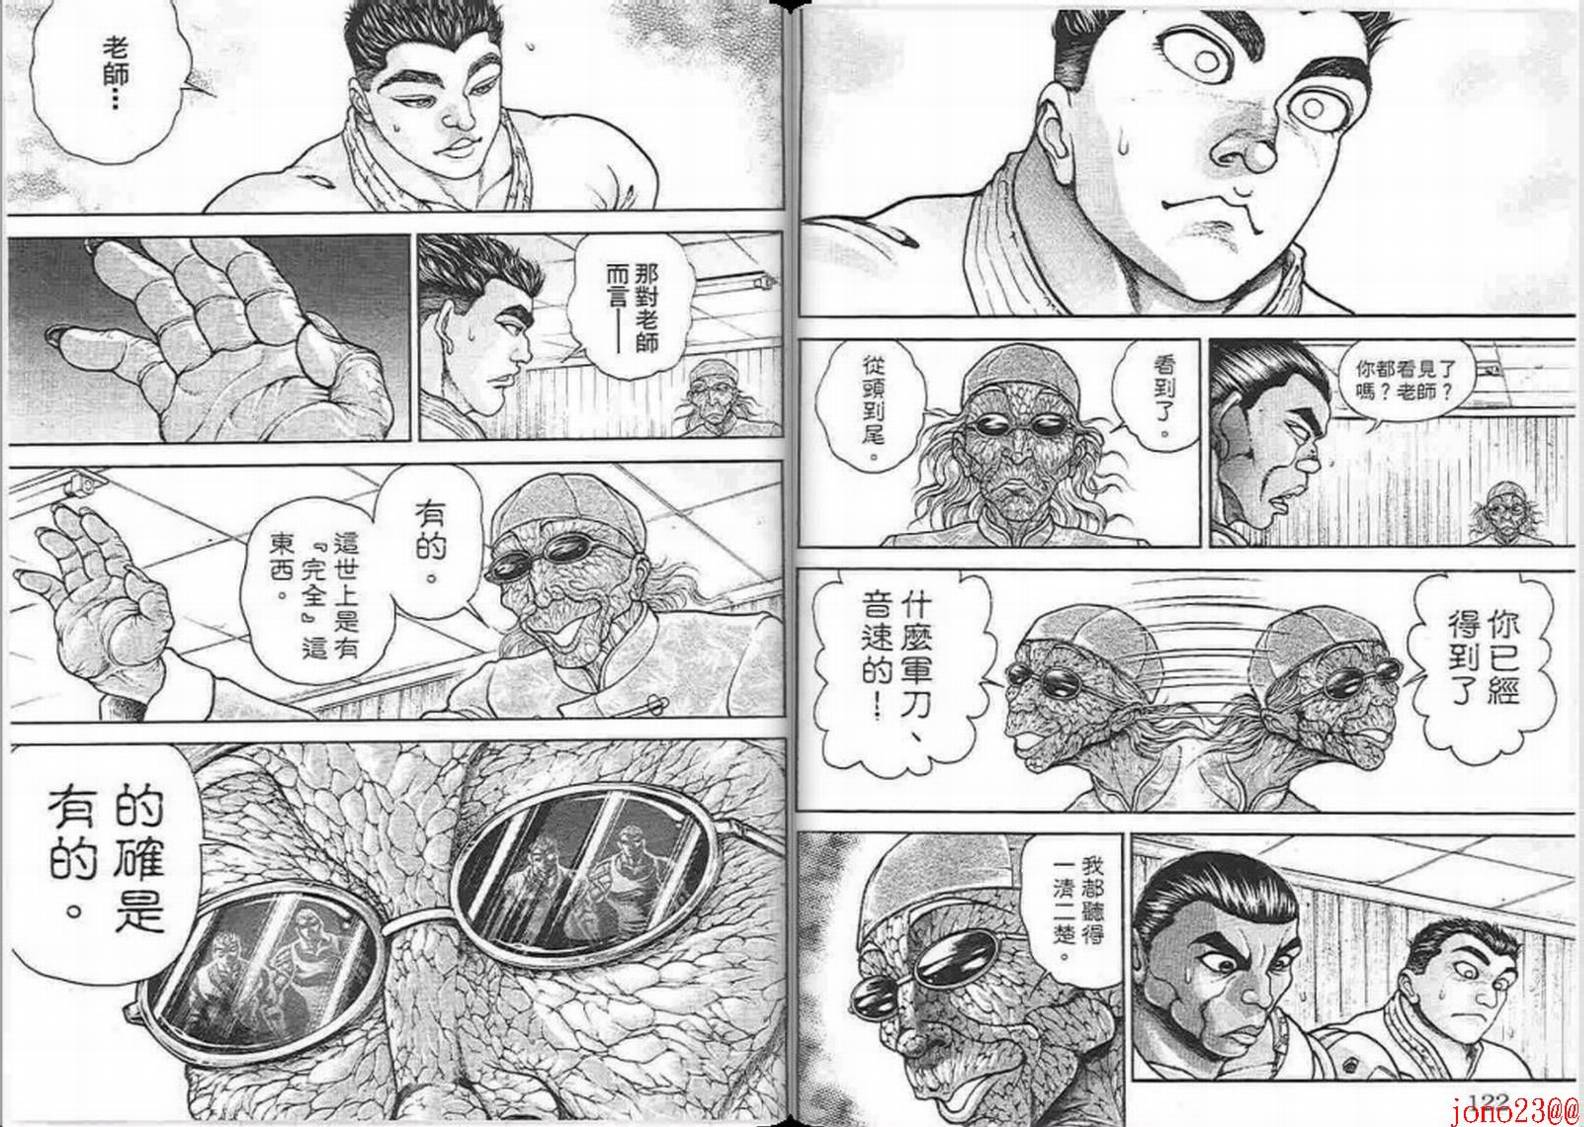 你都看見了
嗎？老師？
看到了。
從頭到尾。
你已經
得到了
什麼軍刀、
音速的！
我都聽得
一清二楚。
122
老師…
那對老師
而言——
有的。
這世上是有
『完全』這
東西。
的確是
有的。
jono23@@